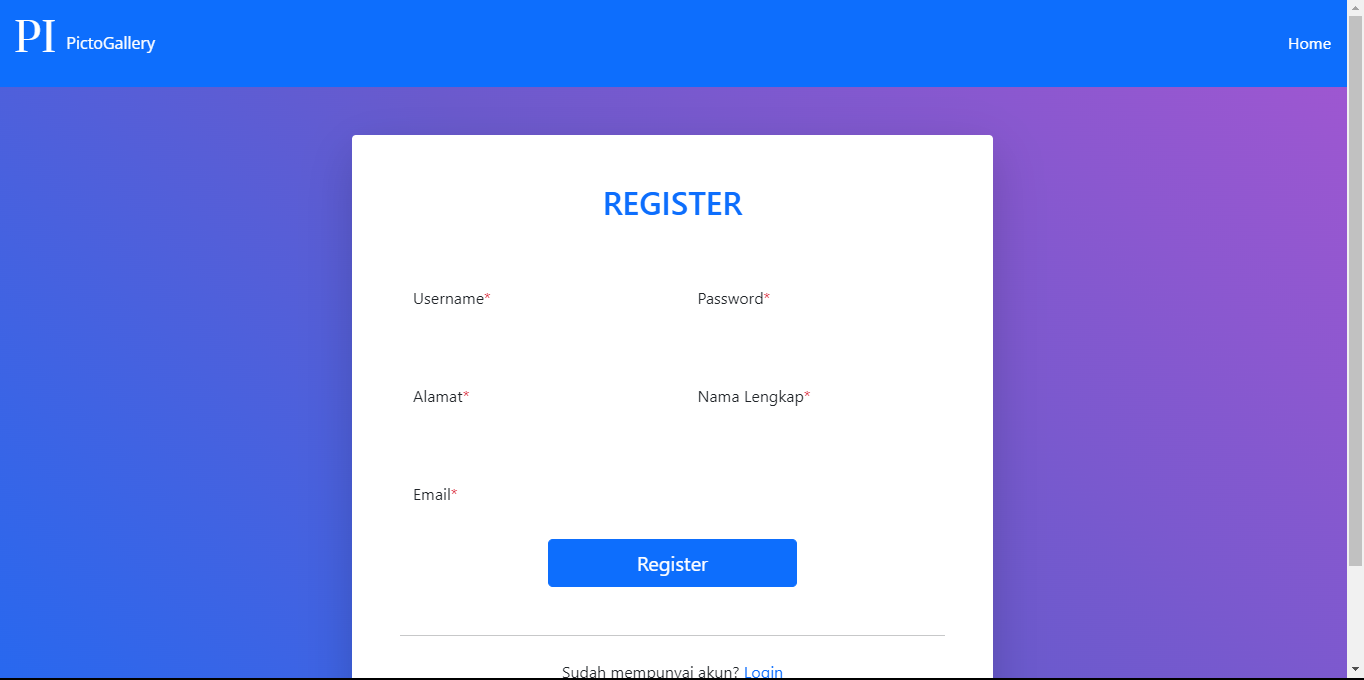 PI PictoGallery Home
REGISTER
Username* Password*
Alamat* Nama Lengkap*
Email*
Register
Sudah mempunyai akun? Login